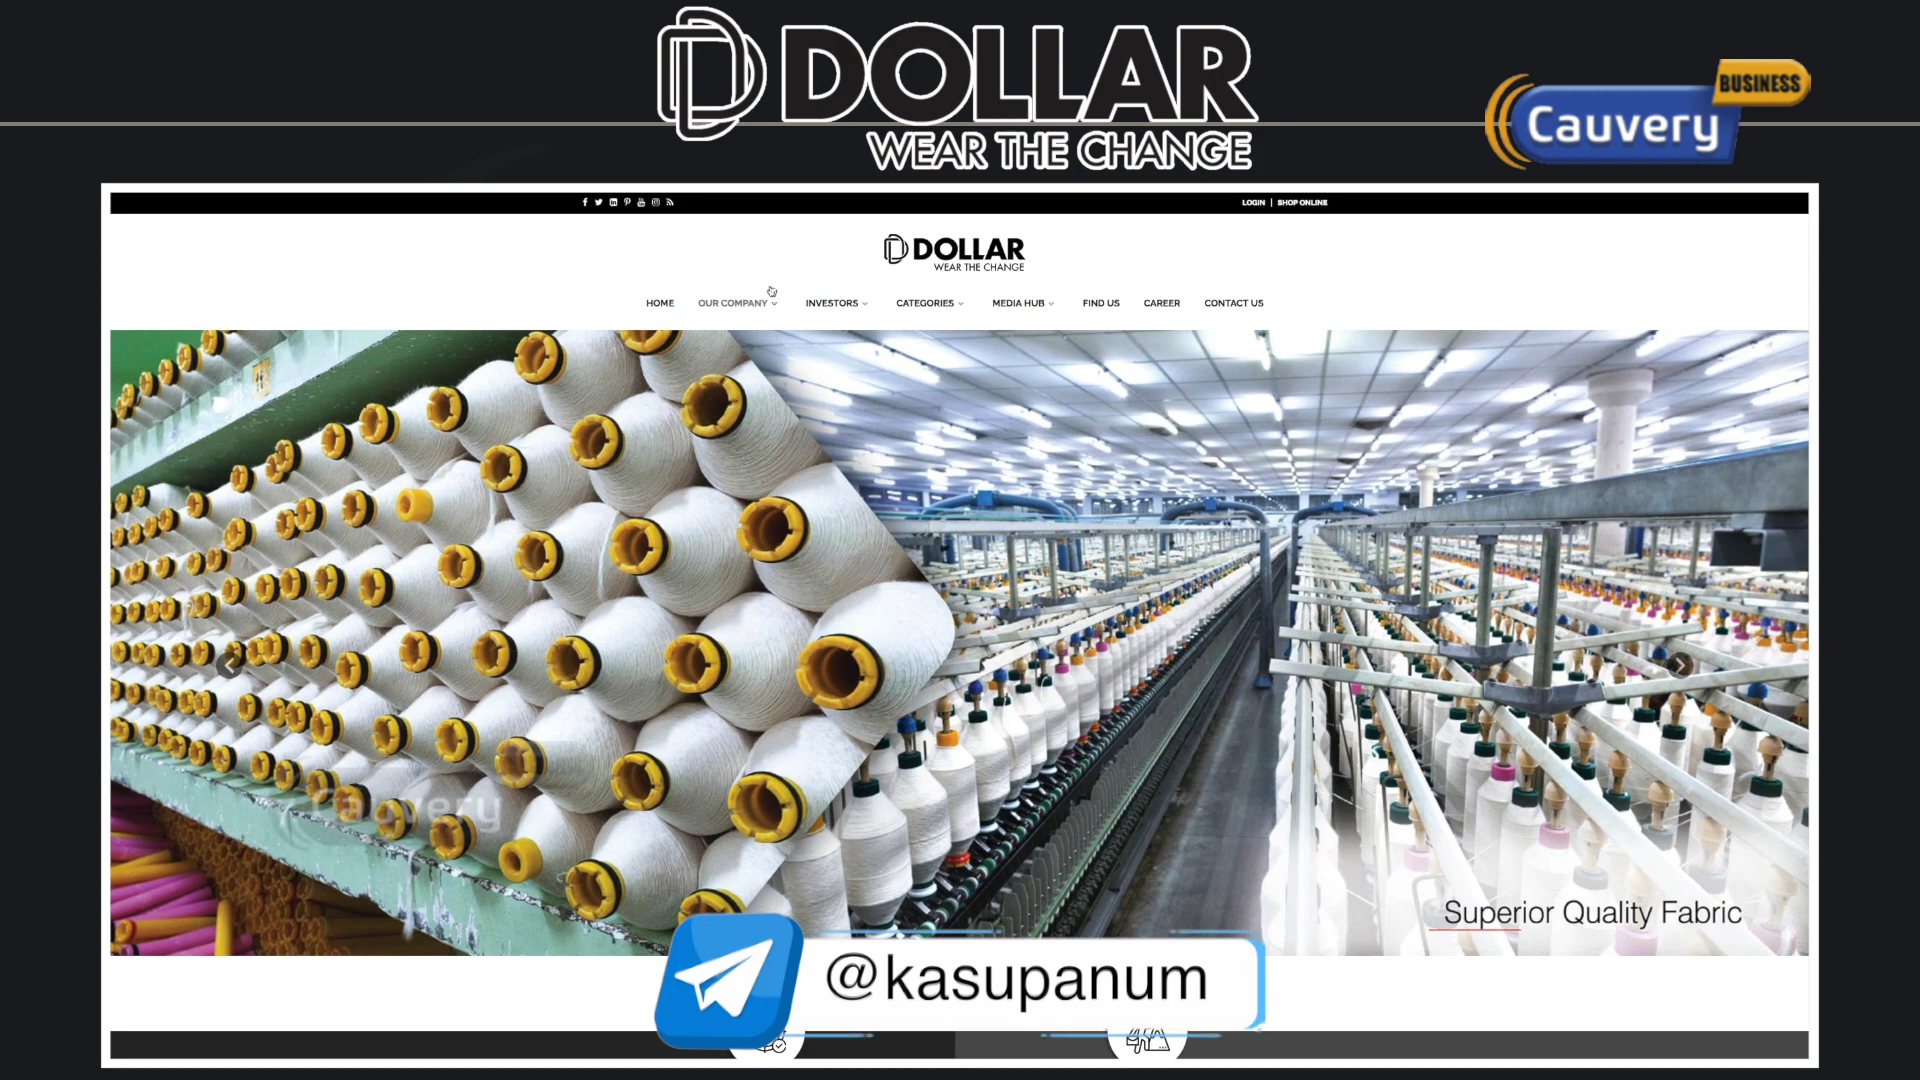 DOLLAR
WEAR THE CHANGE
BUSINESS
Cauvery
LOGIN | SHOP ONLINE
DOLLAR
WEAR THE CHANGE
HOME OUR COMPANY INVESTORS CATEGORIES MEDIA HUB FIND US CAREER CONTACT US
Cauvery
Superior Quality Fabric
@kasupanum